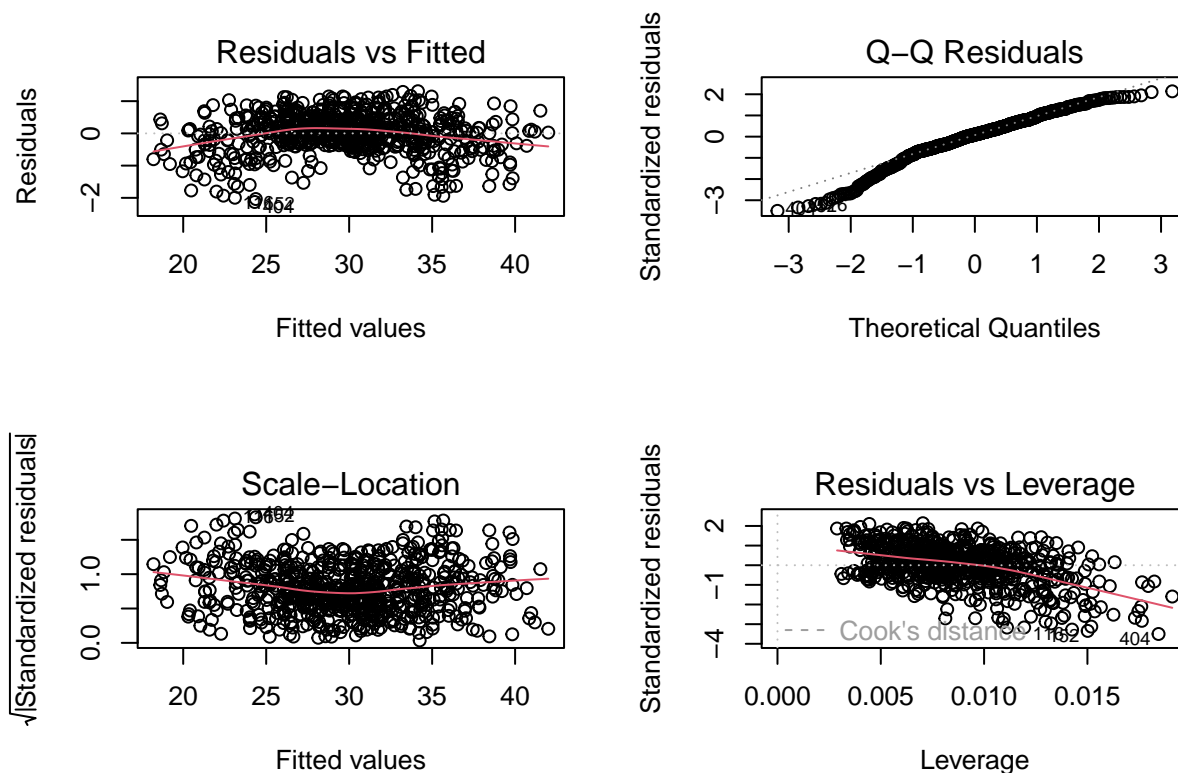 Residuals vs Fitted
Residuals
0
−2
20 25 30 35 40
Fitted values
404
Q−Q Residuals
Standardized residuals
2
0
−3
−3 −2 −1 0 1 2 3
Theoretical Quantiles
Scale−Location
√|Standardized residuals|
1.0
0.0
20 25 30 35 40
Fitted values
Residuals vs Leverage
Standardized residuals
2
−1
−4
Cook's distance
404
0.000 0.005 0.010 0.015
Leverage